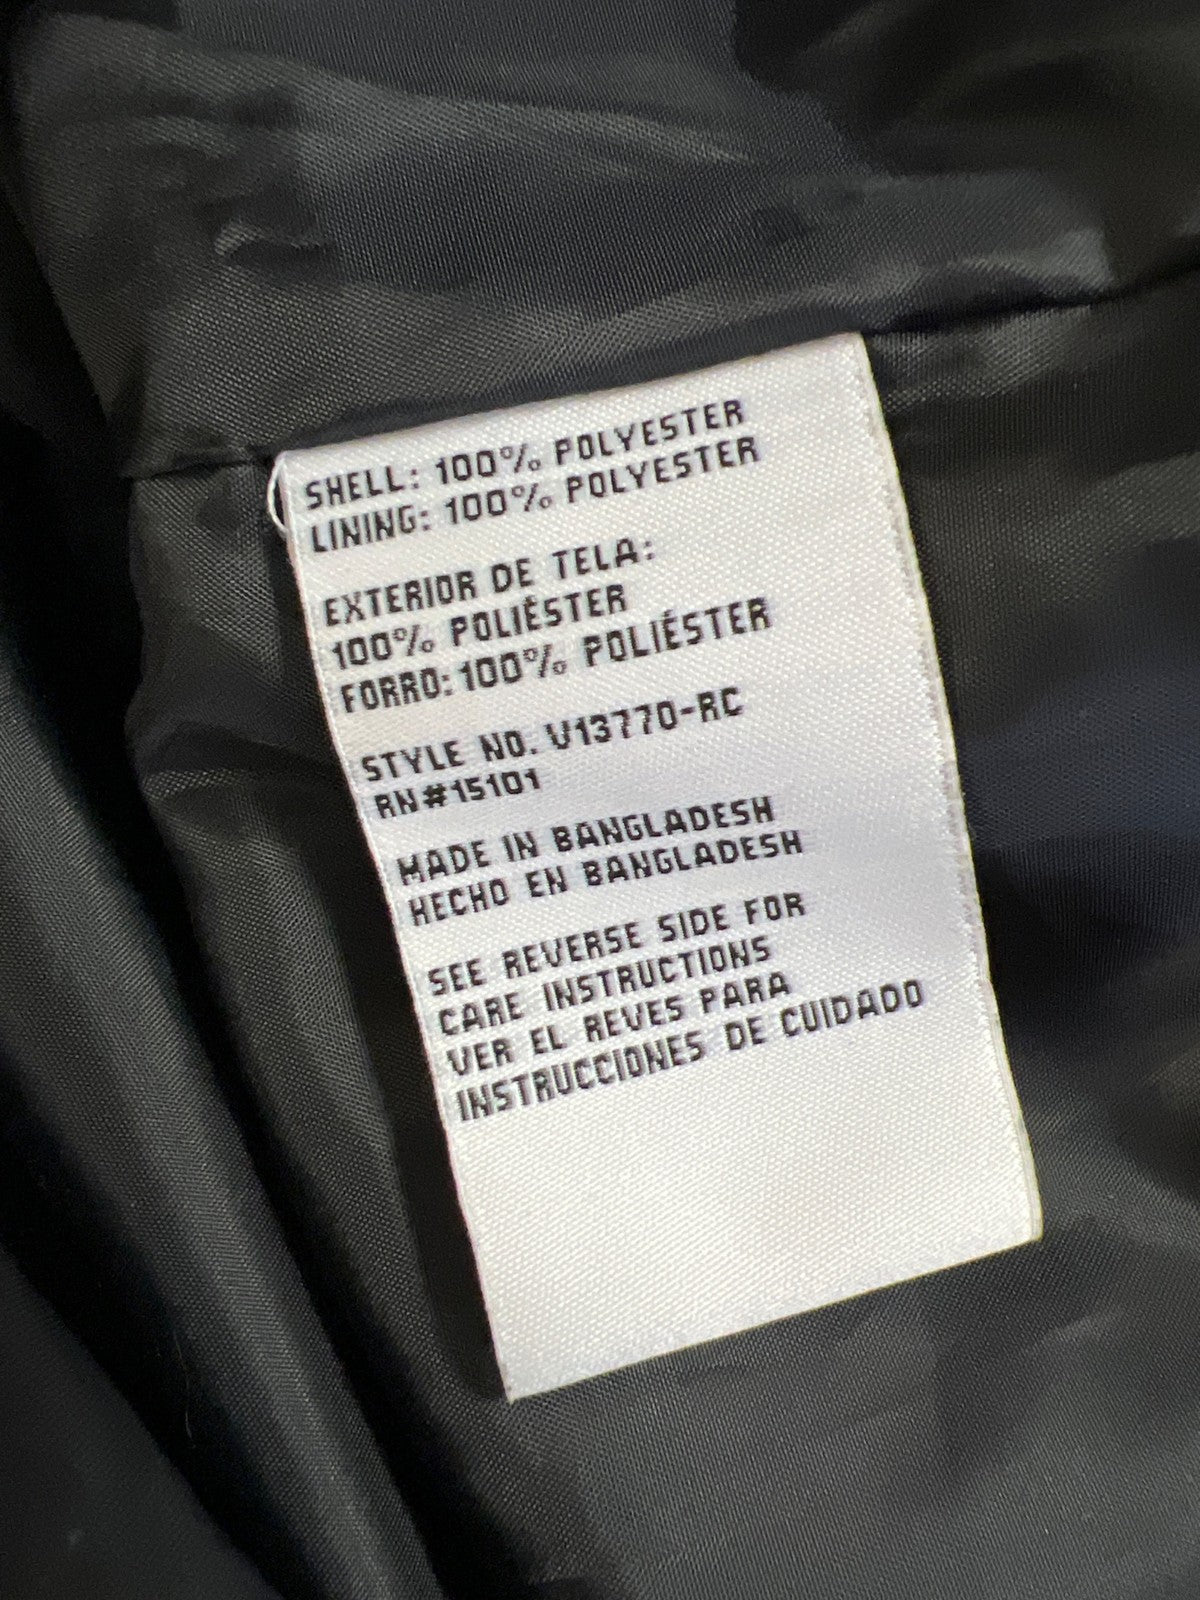 SHELL: 100% POLYESTER
LINING: 100% POLYESTER
EXTERIOR DE TELA:
100% POLIÉSTER
FORRO: 100% POLIÉSTER
STYLE NO. V13770-RC
RN#15101
MADE IN BANGLADESH
HECHO EN BANGLADESH
SEE REVERSE SIDE FOR
CARE INSTRUCTIONS
VER EL REVES PARA
INSTRUCCIONES DE CUIDADO